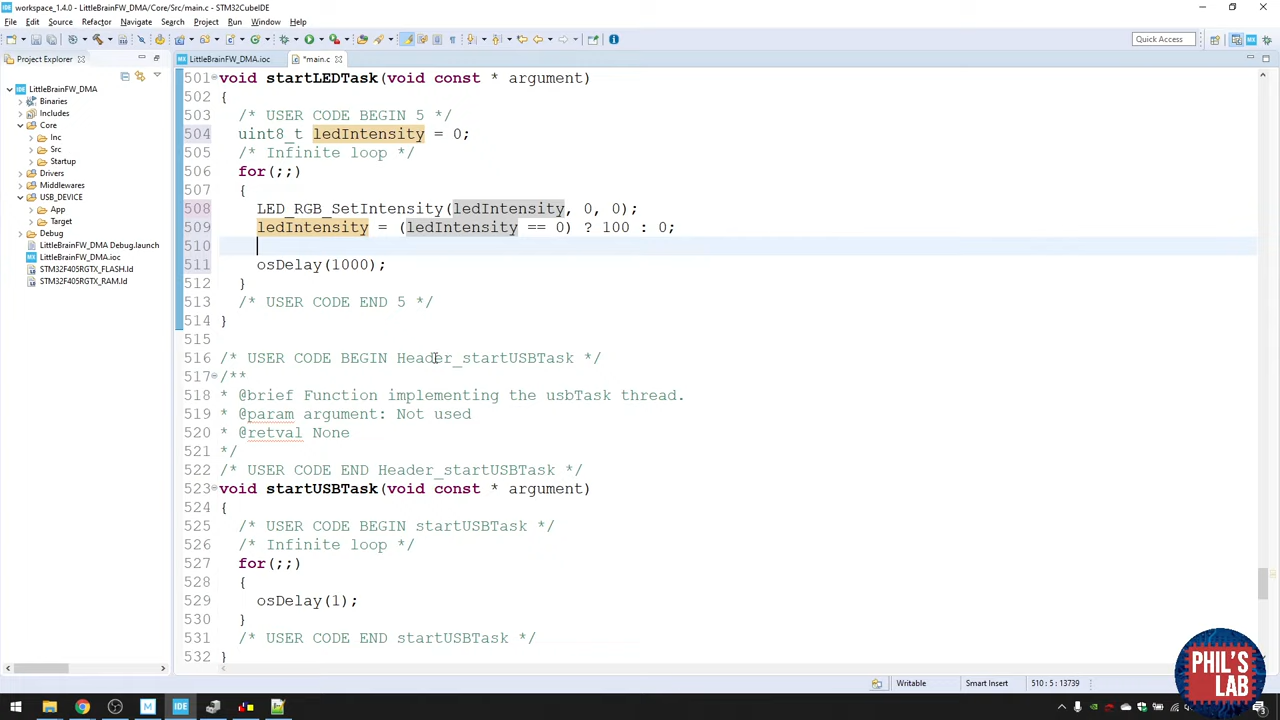 workspace_1.4.0 - LittleBrainFW_DMA/Core/Src/main.c - STM32CubeIDE
File Edit Source Refactor Navigate Search Project Run Window Help
Quick Access
Project Explorer
LittleBrainFW_DMA.ioc
*main.c
LittleBrainFW_DMA
Binaries
Includes
Core
Inc
Src
Startup
Drivers
Middlewares
USB_DEVICE
App
Target
Debug
LittleBrainFW_DMA Debug.launch
LittleBrainFW_DMA.ioc
STM32F405RGTX_FLASH.ld
STM32F405RGTX_RAM.ld
501 void startLEDTask(void const * argument)
502 {
503 /* USER CODE BEGIN 5 */
504 uint8_t ledIntensity = 0;
505 /* Infinite loop */
506 for(;;)
507 {
508 LED_RGB_SetIntensity(ledIntensity, 0, 0);
509 ledIntensity = (ledIntensity == 0) ? 100 : 0;
510
511 osDelay(1000);
512 }
513 /* USER CODE END 5 */
514 }
515
516 /* USER CODE BEGIN Header_startUSBTask */
517 /**
518 * @brief Function implementing the usbTask thread.
519 * @param argument: Not used
520 * @retval None
521 */
522 /* USER CODE END Header_startUSBTask */
523 void startUSBTask(void const * argument)
524 {
525 /* USER CODE BEGIN startUSBTask */
526 /* Infinite loop */
527 for(;;)
528 {
529 osDelay(1);
530 }
531 /* USER CODE END startUSBTask */
532 }
Writable
Smart Insert
510 : 5 : 13739
IDE
PHIL'S
LAB